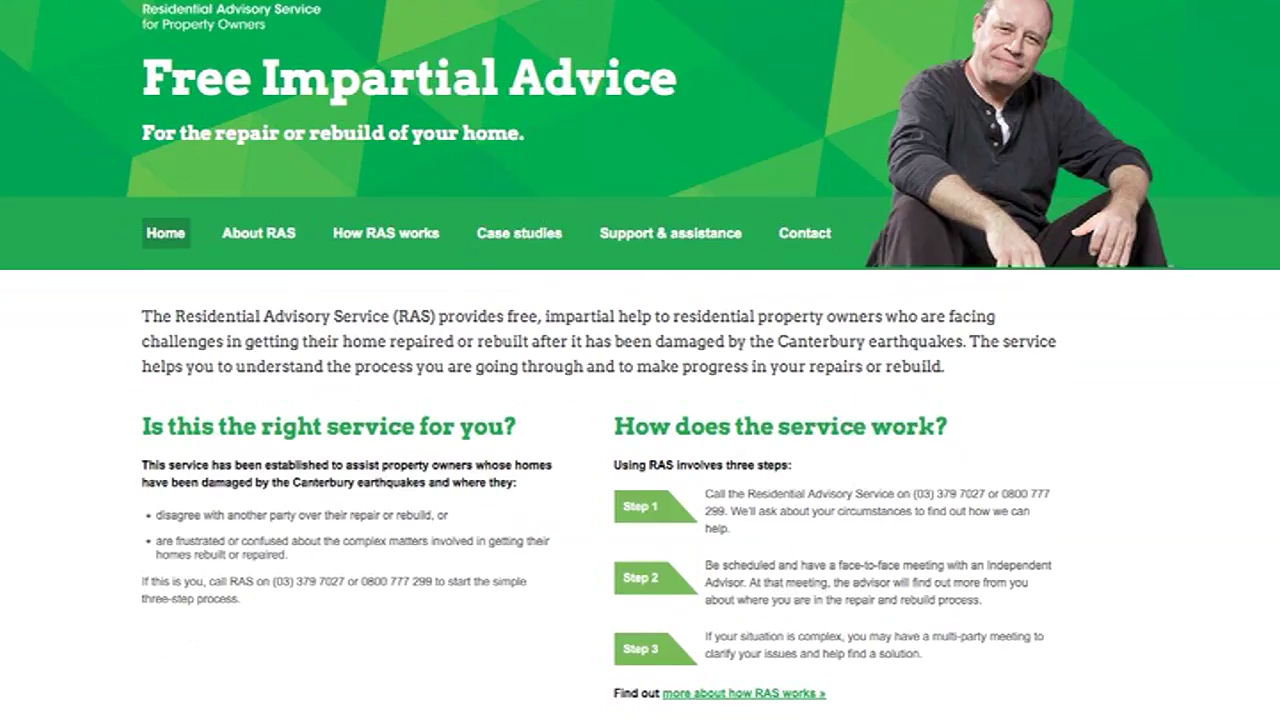 Residential Advisory Service
for Property Owners
Free Impartial Advice
For the repair or rebuild of your home.
Home
About RAS
How RAS works
Case studies
Support & assistance
Contact
The Residential Advisory Service (RAS) provides free, impartial help to residential property owners who are facing
challenges in getting their home repaired or rebuilt after it has been damaged by the Canterbury earthquakes. The service
helps you to understand the process you are going through and to make progress in your repairs or rebuild.
Is this the right service for you?
This service has been established to assist property owners whose homes
have been damaged by the Canterbury earthquakes and where they:
• disagree with another party over their repair or rebuild, or
• are frustrated or confused about the complex matters involved in getting their
homes rebuilt or repaired.
If this is you, call RAS on (03) 379 7027 or 0800 777 299 to start the simple
three-step process.
How does the service work?
Using RAS involves three steps:
Step 1
Call the Residential Advisory Service on (03) 379 7027 or 0800 777
299. We'll ask about your circumstances to find out how we can
help.
Step 2
Be scheduled and have a face-to-face meeting with an Independent
Advisor. At that meeting, the advisor will find out more from you
about where you are in the repair and rebuild process.
Step 3
If your situation is complex, you may have a multi-party meeting to
clarify your issues and help find a solution.
Find out more about how RAS works »